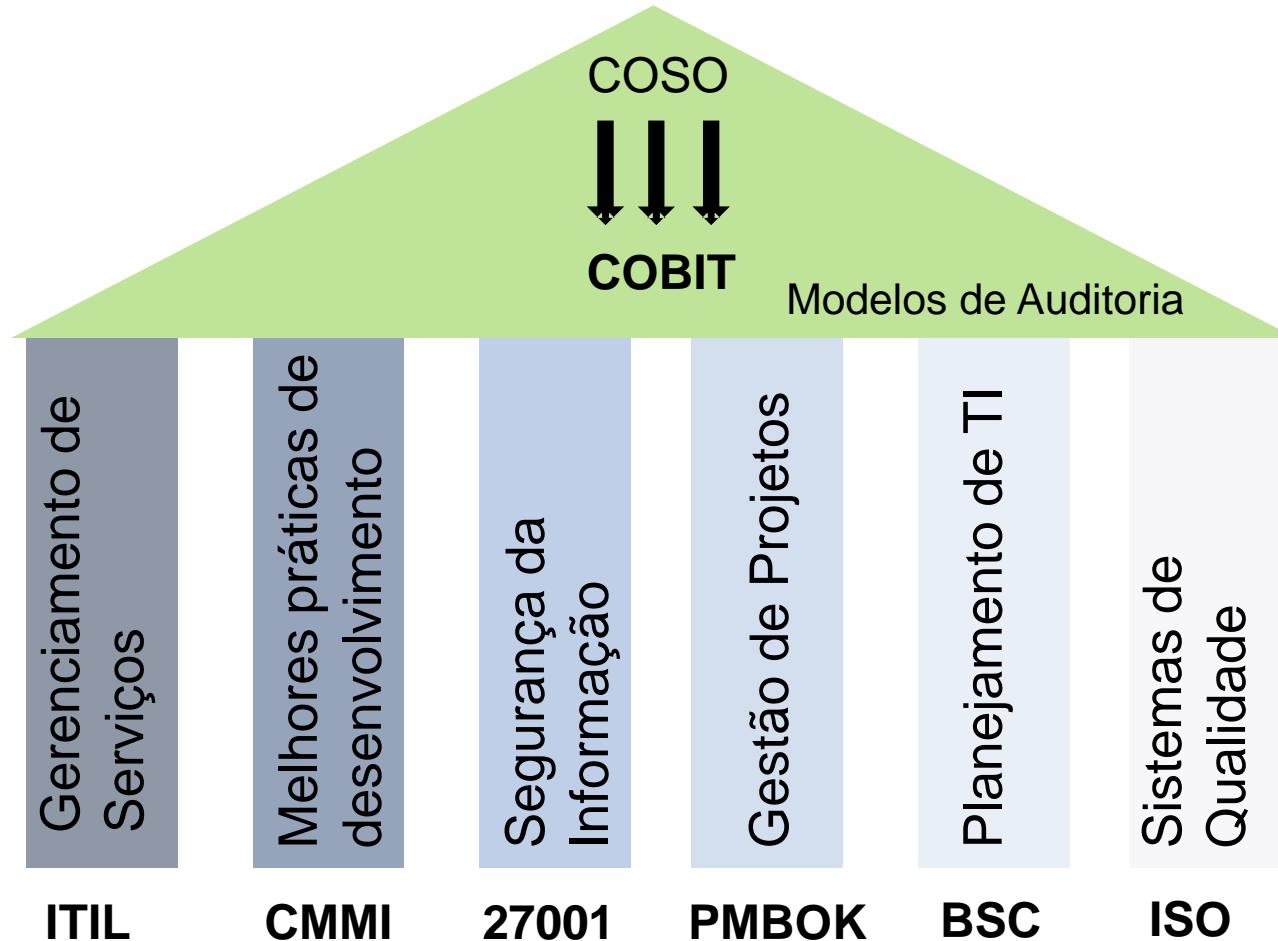 COSO
COBIT
Modelos de Auditoria
Gerenciamento de
Serviços
Melhores práticas de
desenvolvimento
Segurança da
Informação
Gestão de Projetos
Planejamento de TI
Sistemas de
Qualidade
ITIL
CMMI
27001
PMBOK
BSC
ISO